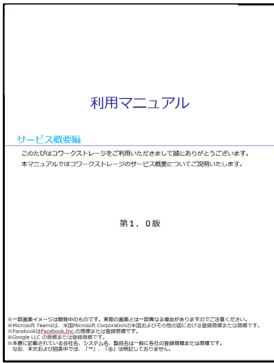 利用マニュアル
サービス概要編
このたびはコワークストレージをご利用いただきまして誠にありがとうございます。
本マニュアルではコワークストレージのサービス概要についてご説明いたします。
第1.0版
※一部画面イメージは開発中のものです。実際の画面とは一部異なる場合がありますのでご注意ください。
※Microsoft Teamsは、米国Microsoft Corporationの米国およびその他の国における登録商標または商標です。
※FacebookはFacebook,Inc.の商標または登録商標です。
※Google LLC の商標または登録商標です。
※本書に記載されている会社名、システム名、製品名は一般に各社の登録商標または商標です。
なお、本文および図表中では、「™」、「®」は明記しておりません。